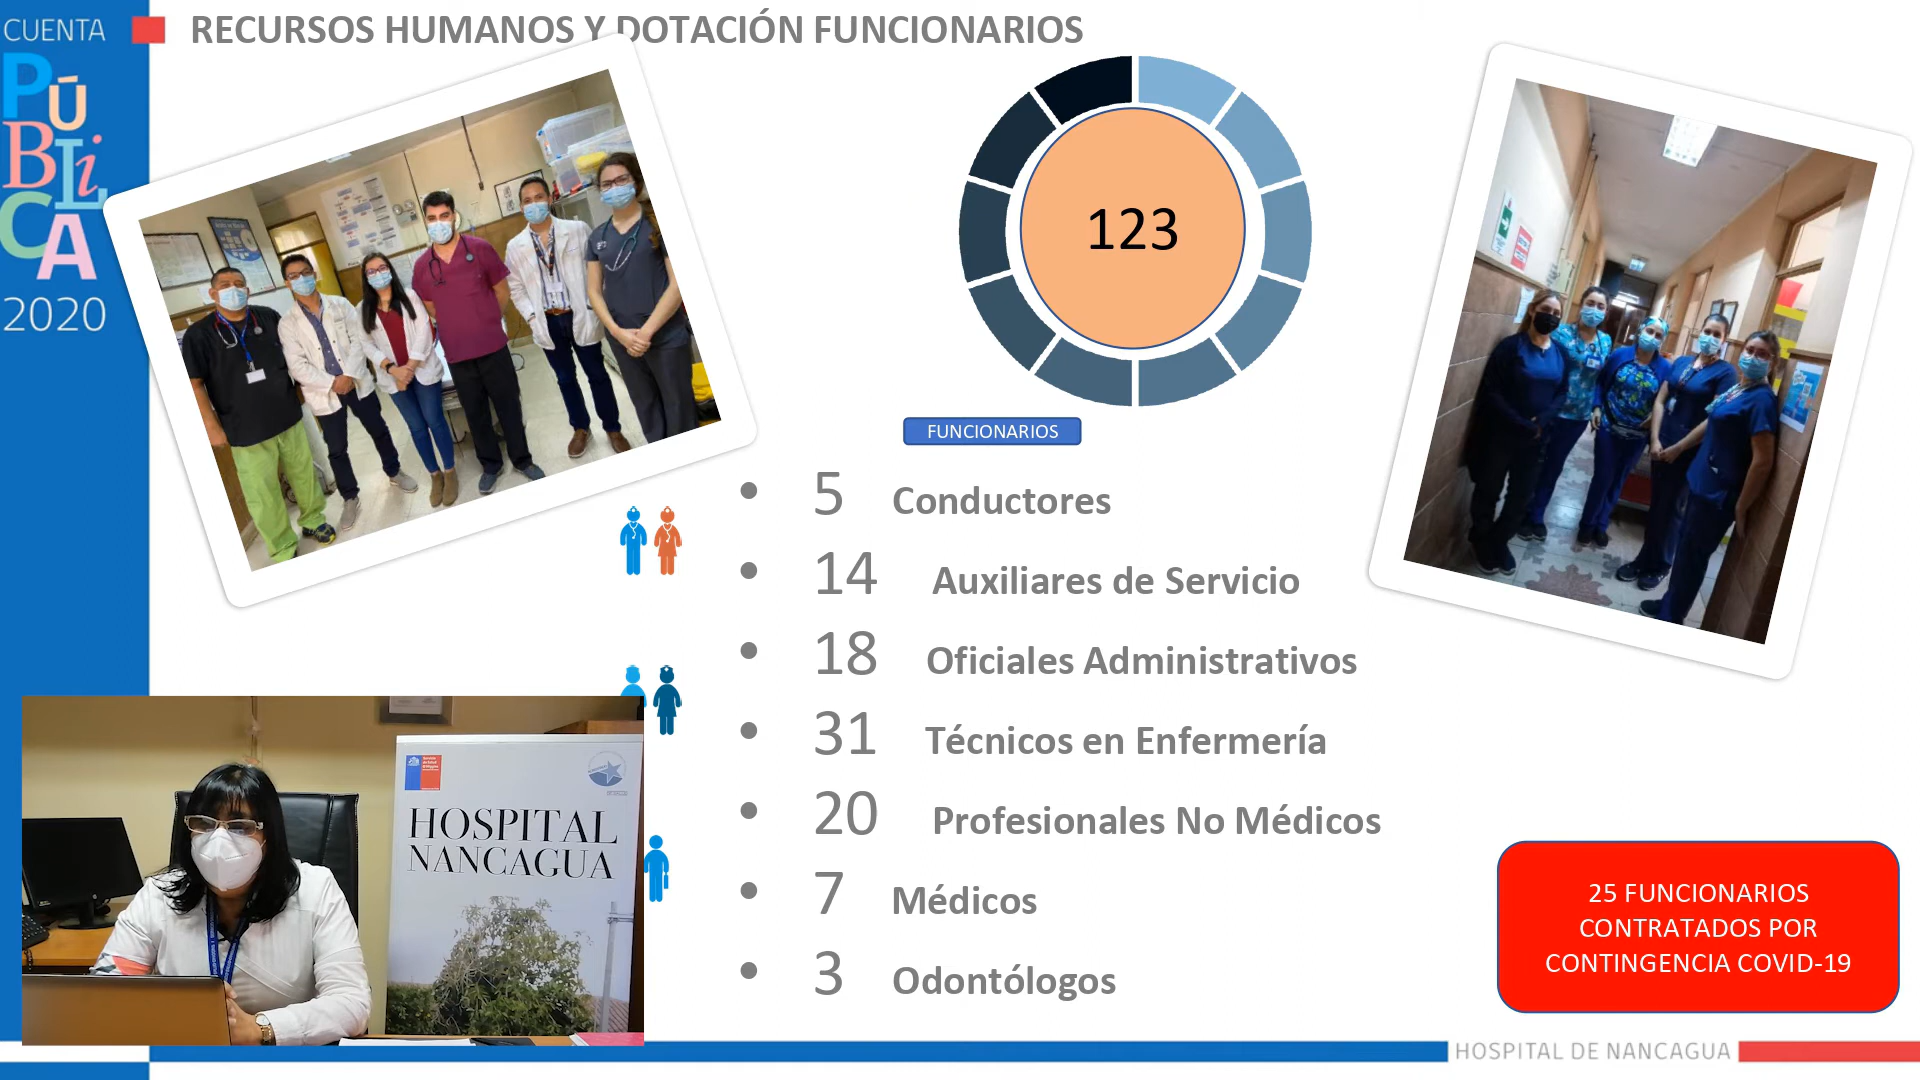 CUENTA
PÚBLiCA
2020
RECURSOS HUMANOS Y DOTACIÓN FUNCIONARIOS
123
FUNCIONARIOS
• 5 Conductores
• 14 Auxiliares de Servicio
• 18 Oficiales Administrativos
• 31 Técnicos en Enfermería
• 20 Profesionales No Médicos
• 7 Médicos
• 3 Odontólogos
HOSPITAL
NANCAGUA
25 FUNCIONARIOS
CONTRATADOS POR
CONTINGENCIA COVID-19
HOSPITAL DE NANCAGUA